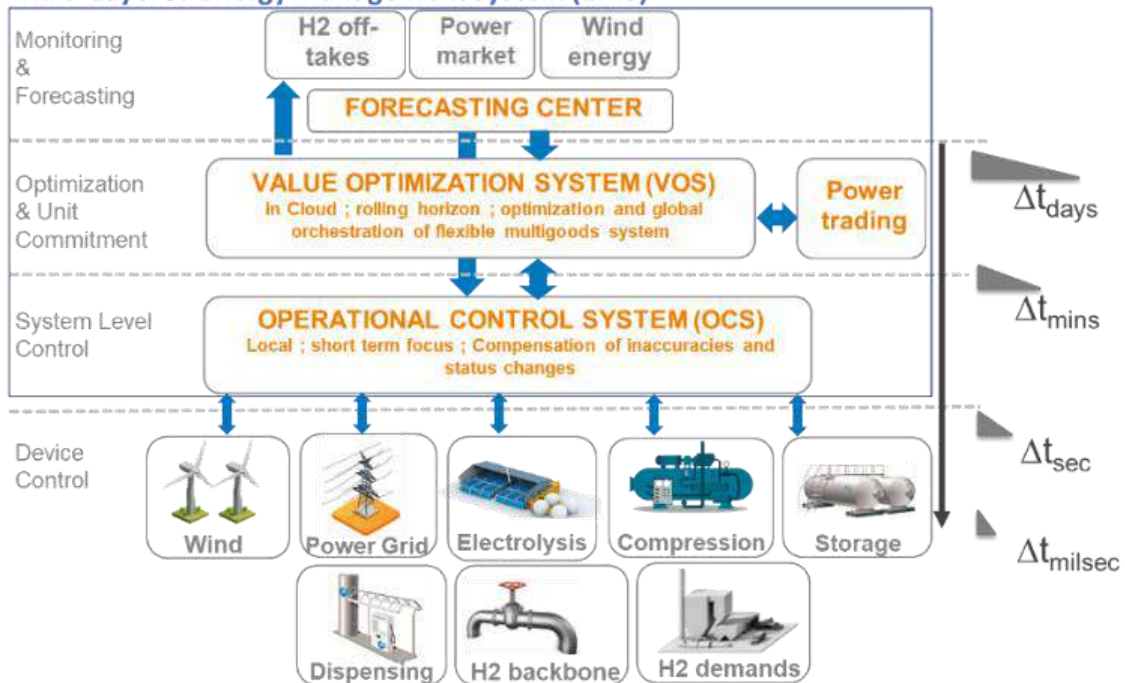 Monitoring
&
Forecasting
H2 off-
takes
Power
market
Wind
energy
FORECASTING CENTER
Optimization
& Unit
Commitment
VALUE OPTIMIZATION SYSTEM (VOS)
in Cloud ; rolling horizon ; optimization and global
orchestration of flexible multigoods system
Power
trading
Δtdays
System Level
Control
OPERATIONAL CONTROL SYSTEM (OCS)
Local ; short term focus ; Compensation of inaccuracies and
status changes
Δtmins
Device
Control
Wind
Power Grid
Electrolysis
Compression
Storage
Δtsec
Δtmilsec
Dispensing
H2 backbone
H2 demands